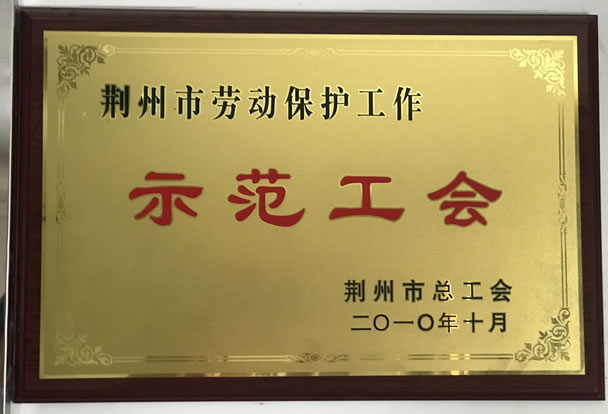 荆州市劳动保护工作
示范工会
荆州市总工会
二〇一〇年十月